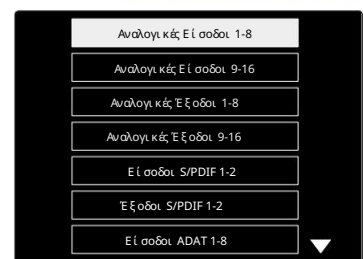 Αναλογικές Είσοδοι 1-8
Αναλογικές Είσοδοι 9-16
Αναλογικές Έξοδοι 1-8
Αναλογικές Έξοδοι 9-16
Είσοδοι S/PDIF 1-2
Έξοδοι S/PDIF 1-2
Είσοδοι ADAT 1-8